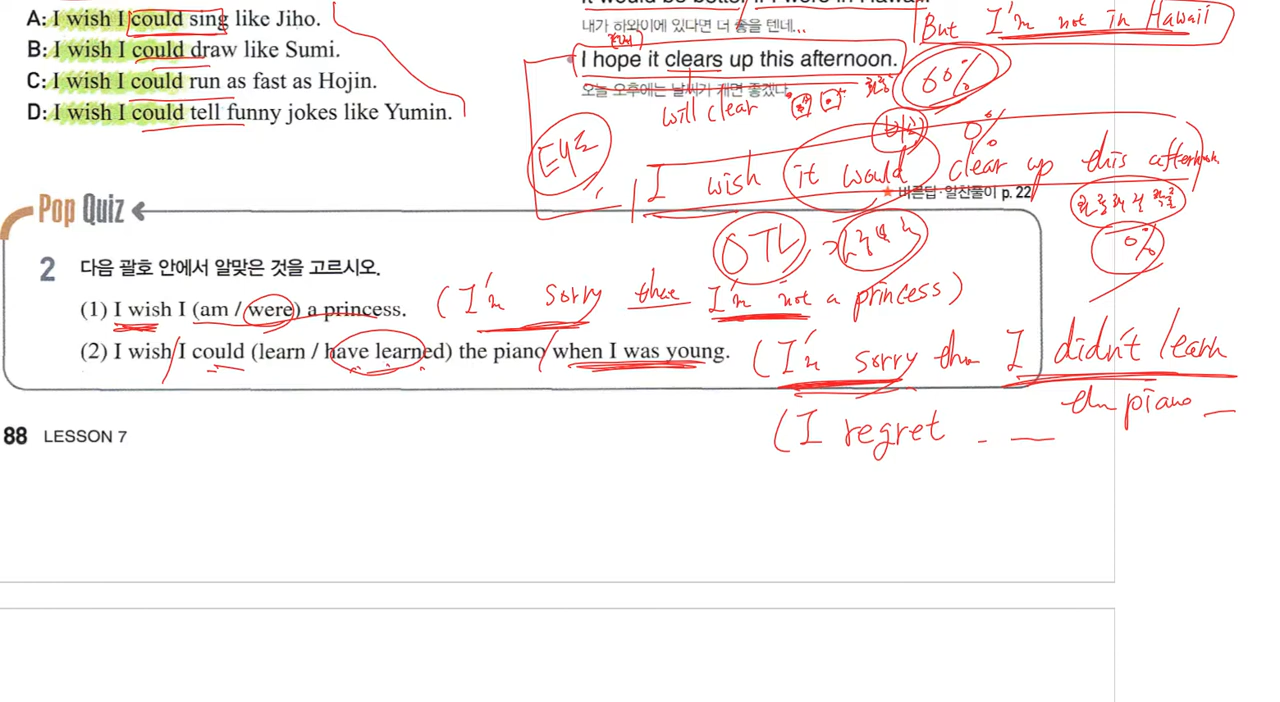 A: I wish I could sing like Jiho.
B: I wish I could draw like Sumi.
C: I wish I could run as fast as Hojin.
D: I wish I could tell funny jokes like Yumin.
내가 하와이에 있다면 더 좋을 텐데...
But I'm not in Hawaii
I hope it clears up this afternoon.
오늘 오후에는 날씨가 개면 좋겠다.
will clear
60%
0%
I wish it would clear up this
바른답·알찬풀이 p. 22
OTL
0%
Pop Quiz
2 다음 괄호 안에서 알맞은 것을 고르시오.
(1) I wish I (am / were) a princess.
(I'm sorry that I'm not a princess)
(2) I wish I could (learn / have learned) the piano when I was young.
(I'm sorry that I didn't learn
the piano
(I regret
88 LESSON 7